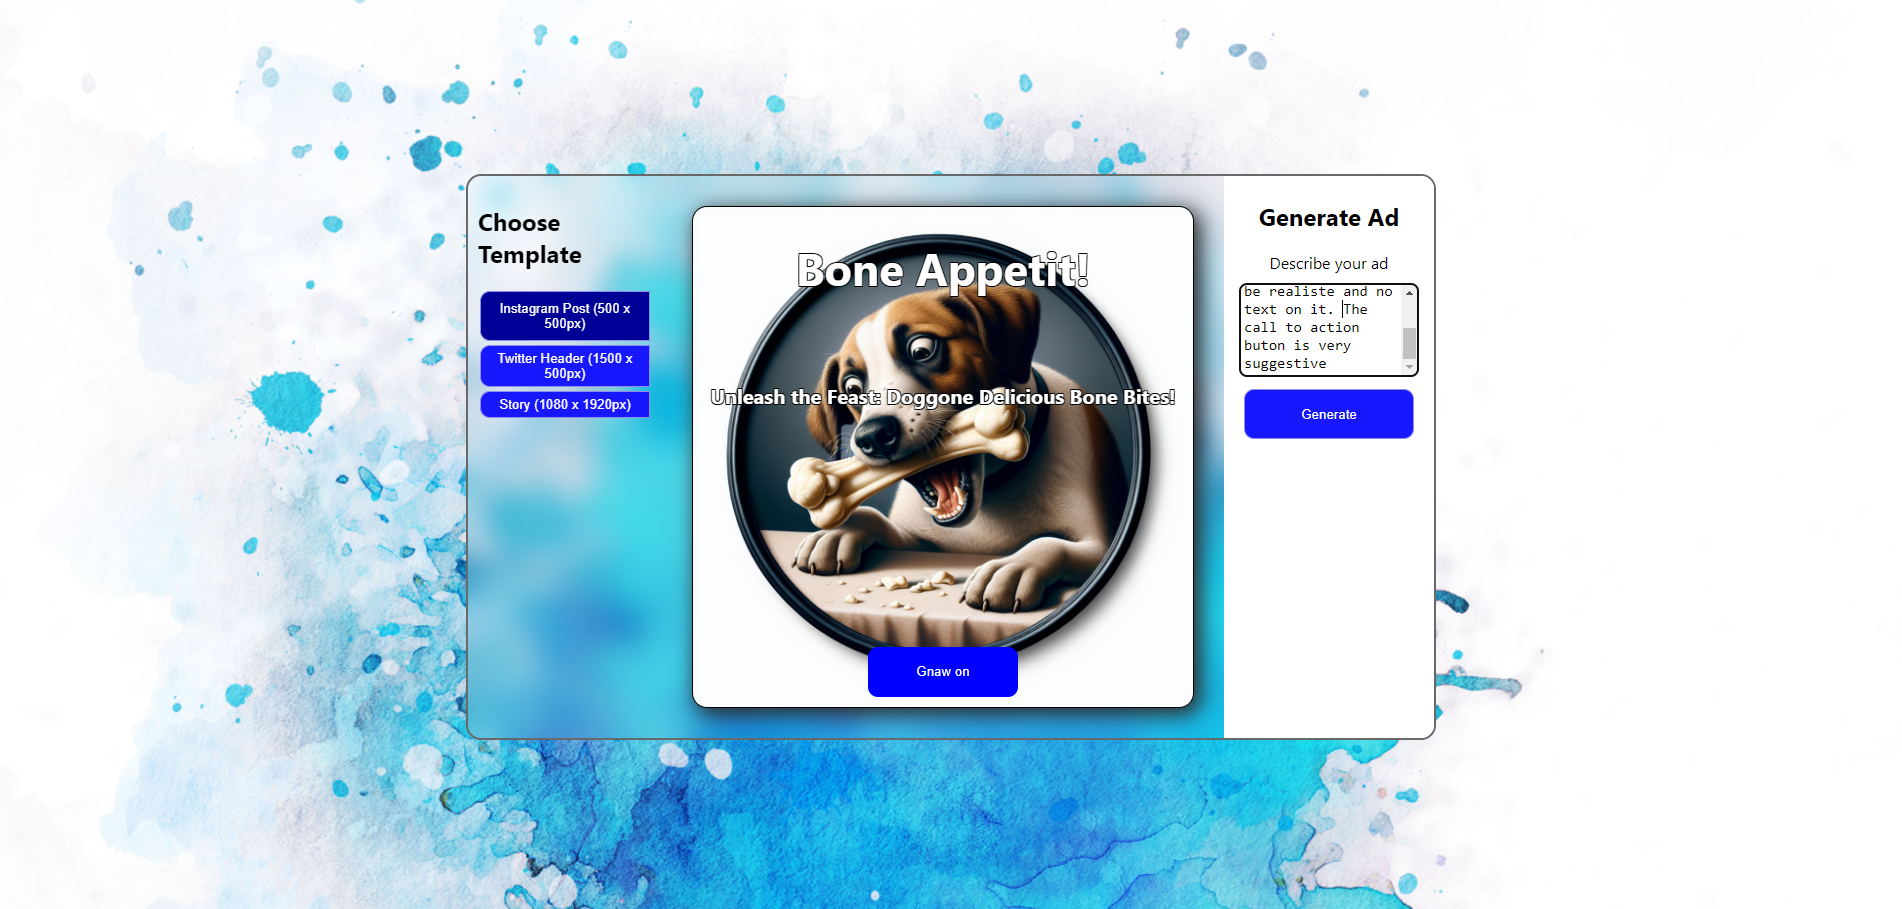 Choose
Template
Instagram Post (500 x
500px)
Twitter Header (1500 x
500px)
Story (1080 x 1920px)
Bone Appetit!
Unleash the Feast: Doggone Delicious Bone Bites!
Gnaw on
Generate Ad
Describe your ad
be realiste and no
text on it. The
call to action
buton is very
suggestive
Generate